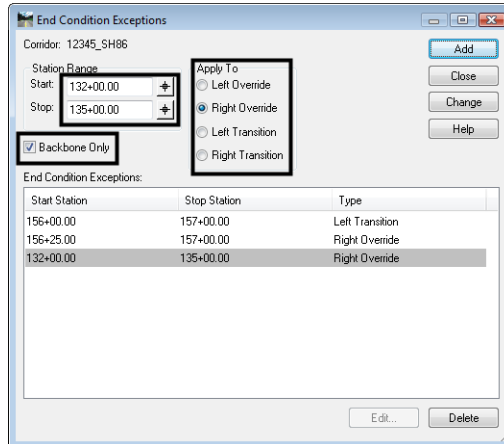 End Condition Exceptions
Corridor: 12345_SH86
Add
Station Range
Start: 132+00.00
Stop: 135+00.00
Apply To
Left Override
Right Override
Left Transition
Right Transition
Close
Change
Help
Backbone Only
End Condition Exceptions:
Start Station Stop Station Type
156+00.00 157+00.00 Left Transition
156+25.00 157+00.00 Right Override
132+00.00 135+00.00 Right Override
Edit... Delete